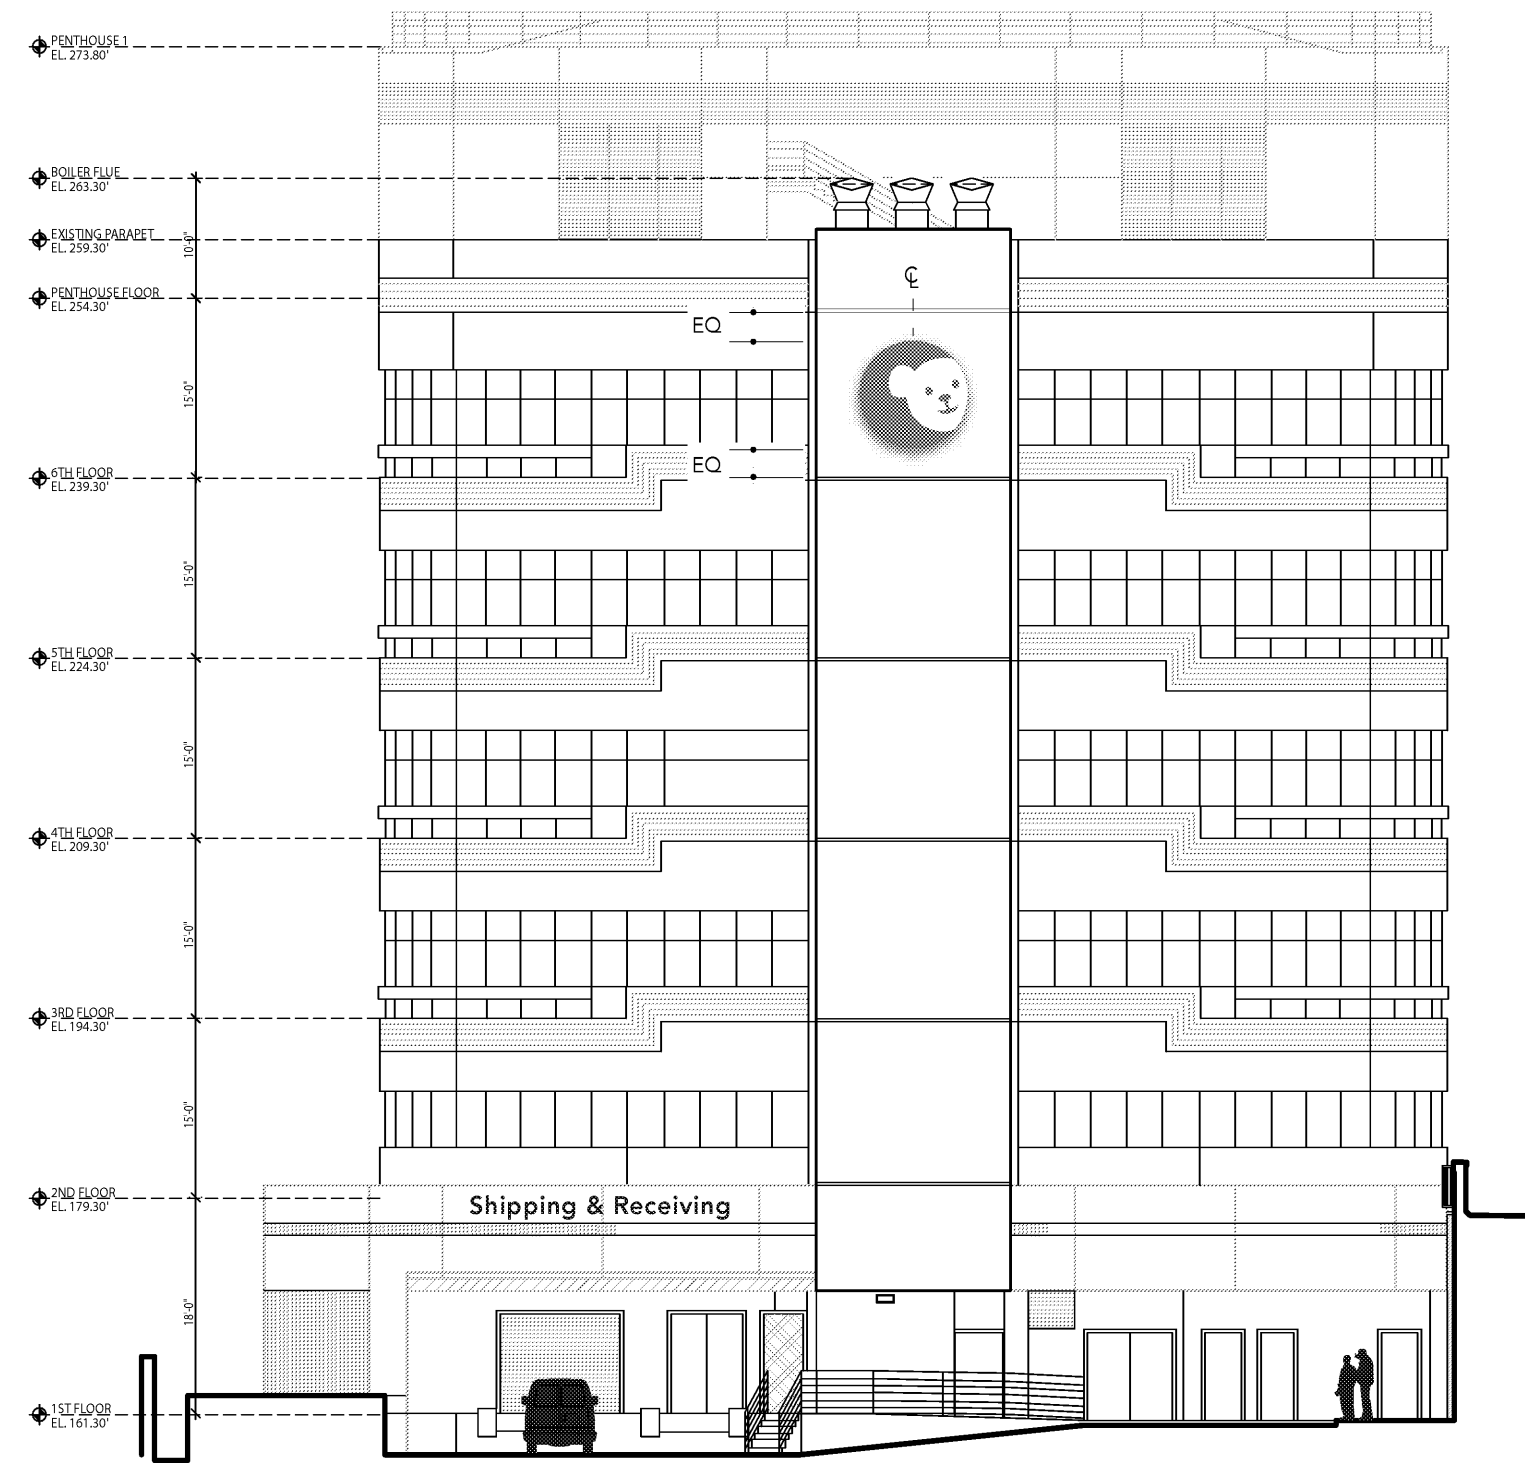 PENTHOUSE 1
EL. 273.80'
BOILER FLUE
EL. 263.30'
EXISTING PARAPET
EL. 259.30'
10'-0"
PENTHOUSE FLOOR
EL. 254.30'
℄
EQ
15'-0"
EQ
6TH FLOOR
EL. 239.30'
15'-0"
5TH FLOOR
EL. 224.30'
15'-0"
4TH FLOOR
EL. 209.30'
15'-0"
3RD FLOOR
EL. 194.30'
15'-0"
2ND FLOOR
EL. 179.30'
Shipping & Receiving
18'-0"
1ST FLOOR
EL. 161.30'